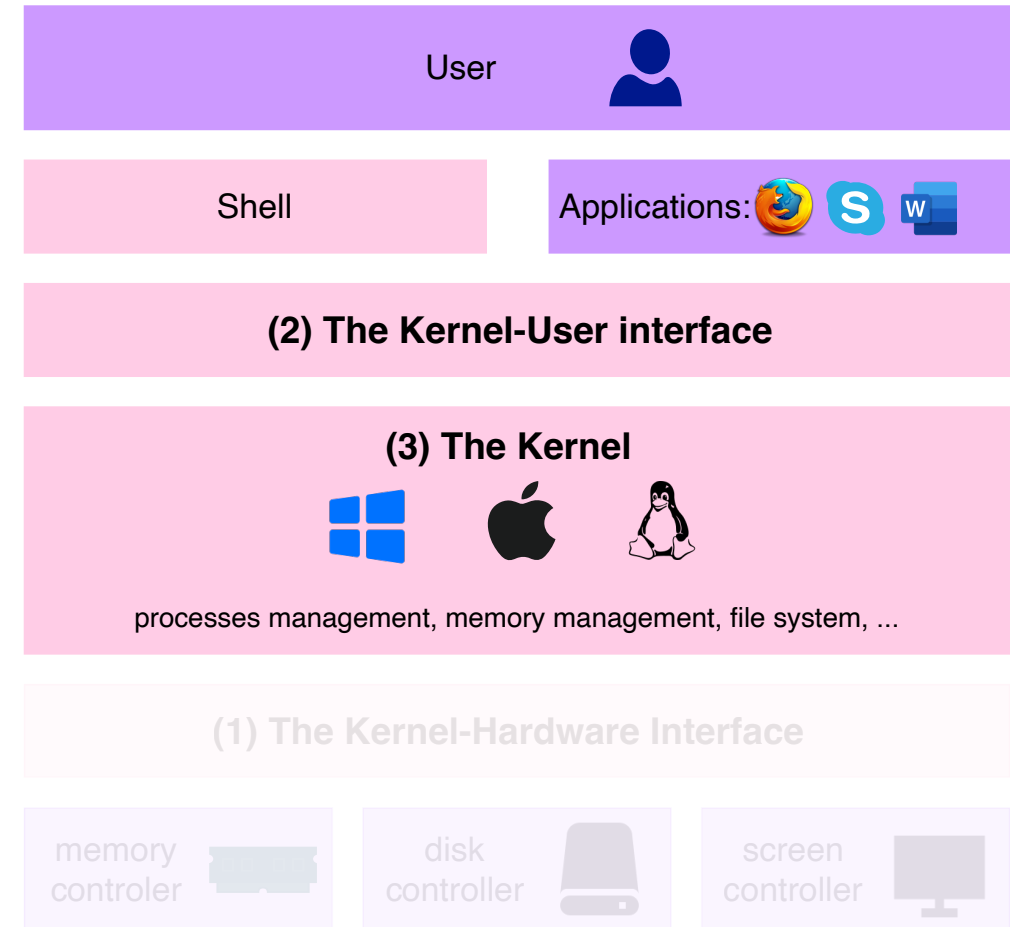 User
Shell
Applications:
S
W
(2) The Kernel-User interface
(3) The Kernel
processes management, memory management, file system, ...
(1) The Kernel-Hardware Interface
memory
controler
disk
controller
screen
controller